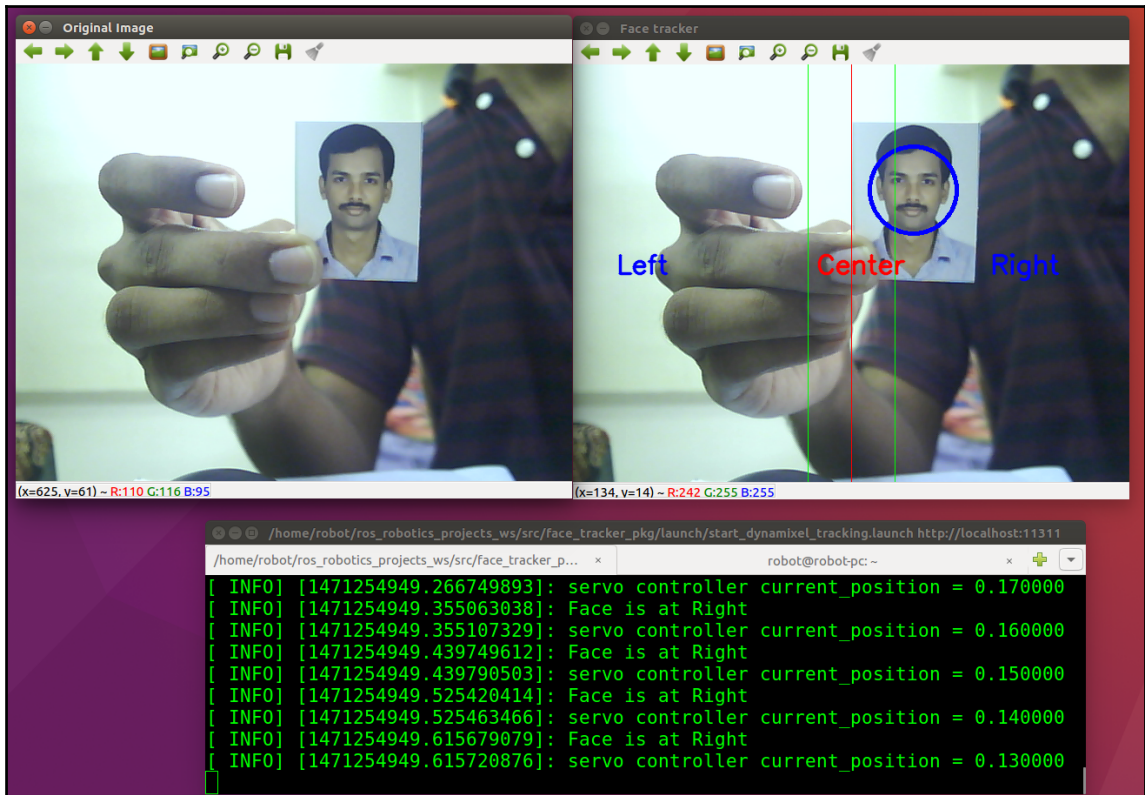 Original Image
(x=625, y=61) ~ R:110 G:116 B:95
Face tracker
Left Center Right
(x=134, y=14) ~ R:242 G:255 B:255
/home/robot/ros_robotics_projects_ws/src/face_tracker_pkg/launch/start_dynamixel_tracking.launch http://localhost:11311
/home/robot/ros_robotics_projects_ws/src/face_tracker_p... × robot@robot-pc: ~ ×
[ INFO] [1471254949.266749893]: servo controller current_position = 0.170000
[ INFO] [1471254949.355063038]: Face is at Right
[ INFO] [1471254949.355107329]: servo controller current_position = 0.160000
[ INFO] [1471254949.439749612]: Face is at Right
[ INFO] [1471254949.439790503]: servo controller current_position = 0.150000
[ INFO] [1471254949.525420414]: Face is at Right
[ INFO] [1471254949.525463466]: servo controller current_position = 0.140000
[ INFO] [1471254949.615679079]: Face is at Right
[ INFO] [1471254949.615720876]: servo controller current_position = 0.130000